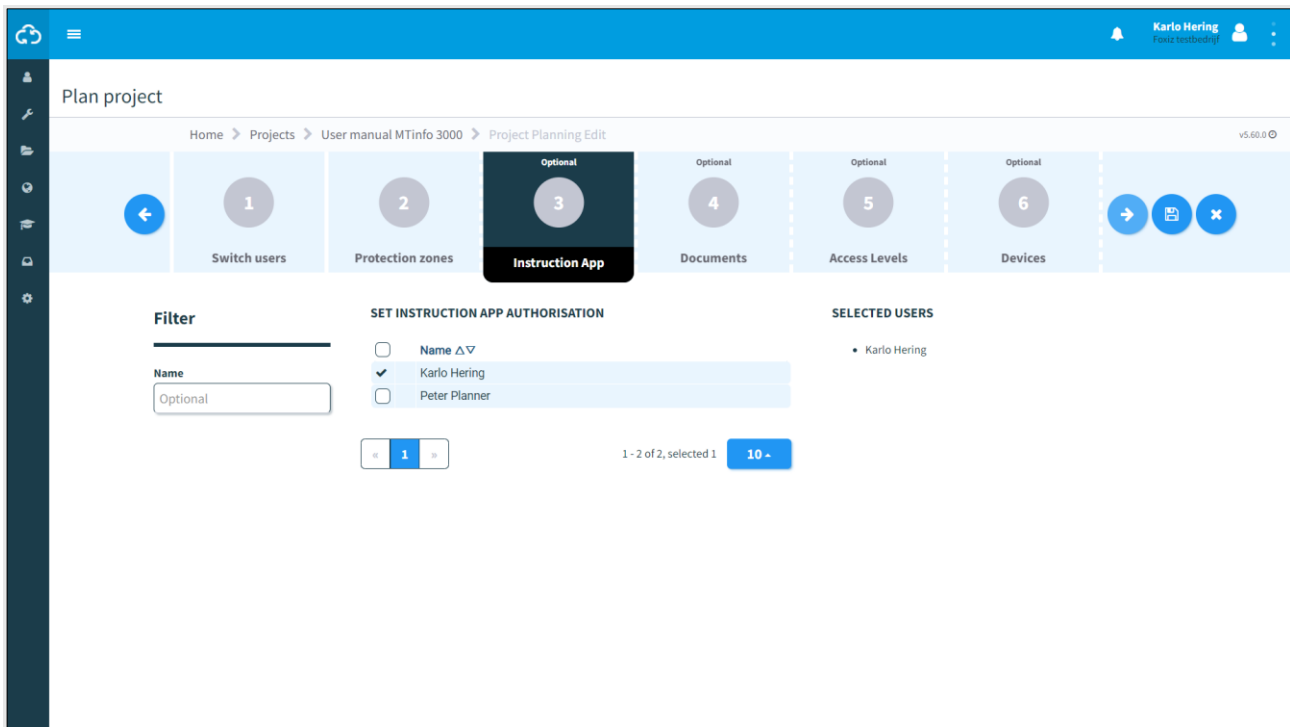 Karlo Hering
Foxiz testbedrijf
Plan project
Home Projects User manual MTinfo 3000 Project Planning Edit
v5.60.0
Optional Optional Optional Optional
1 2 3 4 5 6
Switch users Protection zones Instruction App Documents Access Levels Devices
Filter
Name
Optional
SET INSTRUCTION APP AUTHORISATION
Name
Karlo Hering
Peter Planner
« 1 »
1 - 2 of 2, selected 1
10
SELECTED USERS
• Karlo Hering